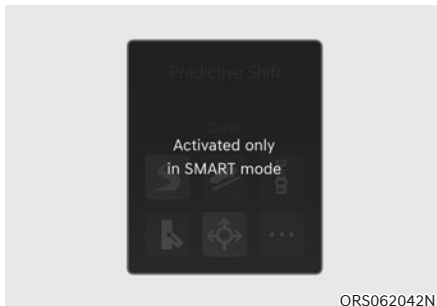 Predictive Shift
Curve
Activated only
in SMART mode
ORS062042N